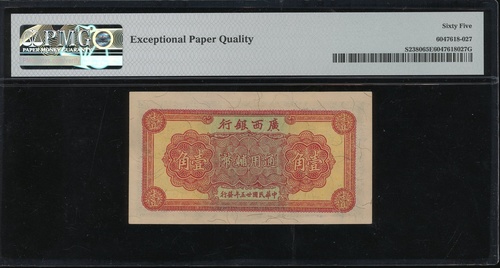 PMG
PAPER MONEY GUARANTY
Exceptional Paper Quality
Sixty Five
6047618-027
S238065E6047618027G
行銀西廣
角壹
幣輔用通
角壹
行發年五廿國民華中